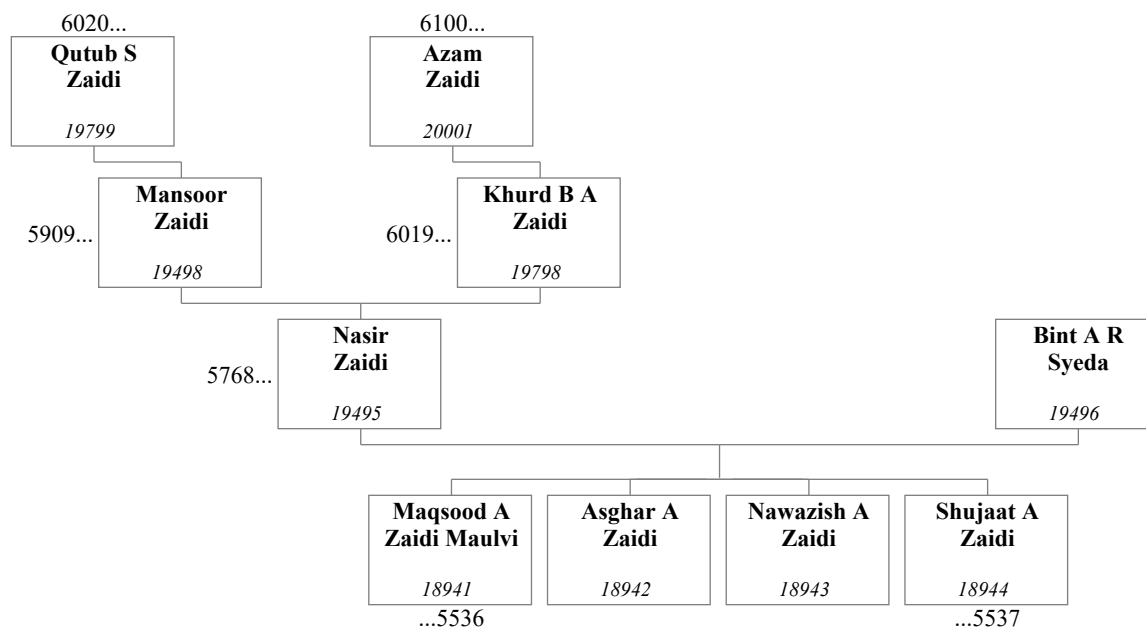 6020...
6100...
Qutub S
Zaidi
19799
Azam
Zaidi
20001
Mansoor
Zaidi
19498
5909...
Khurd B A
Zaidi
19798
6019...
Nasir
Zaidi
19495
5768...
Bint A R
Syeda
19496
Maqsood A
Zaidi Maulvi
18941
...5536
Asghar A
Zaidi
18942
Nawazish A
Zaidi
18943
Shujaat A
Zaidi
18944
...5537